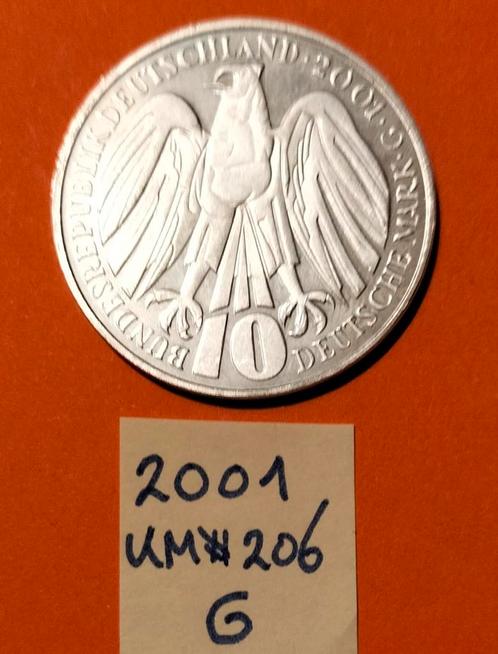 BUNDESREPUBLIK DEUTSCHLAND · 2001 · G · DEUTSCHE MARK
10
2001
KM# 206
G